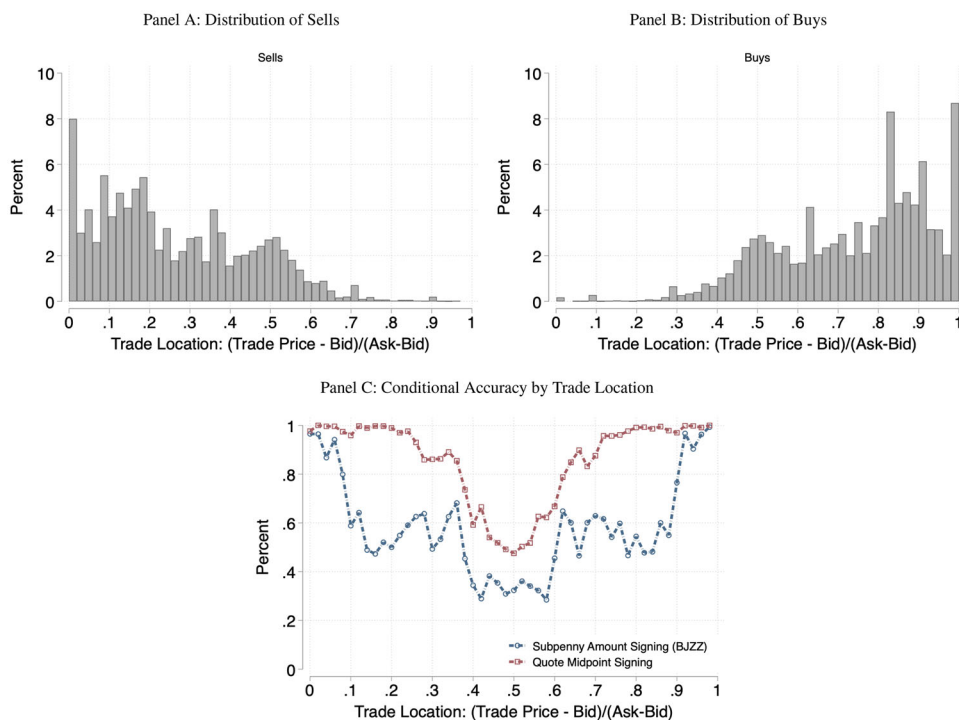 Panel A: Distribution of Sells
Sells
10
8
6
4
2
0
Percent
0 .1 .2 .3 .4 .5 .6 .7 .8 .9 1
Trade Location: (Trade Price - Bid)/(Ask-Bid)
Panel B: Distribution of Buys
Buys
10
8
6
4
2
0
Percent
0 .1 .2 .3 .4 .5 .6 .7 .8 .9 1
Trade Location: (Trade Price - Bid)/(Ask-Bid)
Panel C: Conditional Accuracy by Trade Location
1
.8
.6
.4
.2
0
Percent
Subpenny Amount Signing (BJZZ)
Quote Midpoint Signing
0 .1 .2 .3 .4 .5 .6 .7 .8 .9 1
Trade Location: (Trade Price - Bid)/(Ask-Bid)